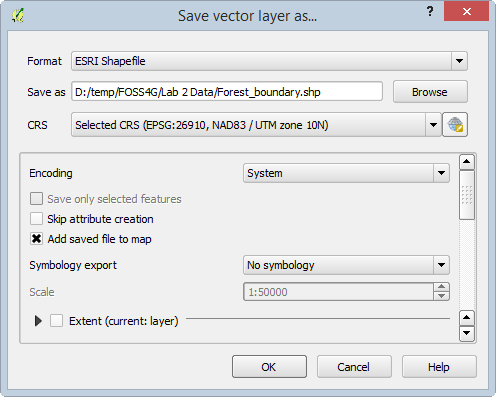 Save vector layer as...
? X
Format ESRI Shapefile
Save as D:/temp/FOSS4G/Lab 2 Data/Forest_boundary.shp Browse
CRS Selected CRS (EPSG:26910, NAD83 / UTM zone 10N)
Encoding System
Save only selected features
Skip attribute creation
Add saved file to map
Symbology export No symbology
Scale 1:50000
Extent (current: layer)
OK Cancel Help